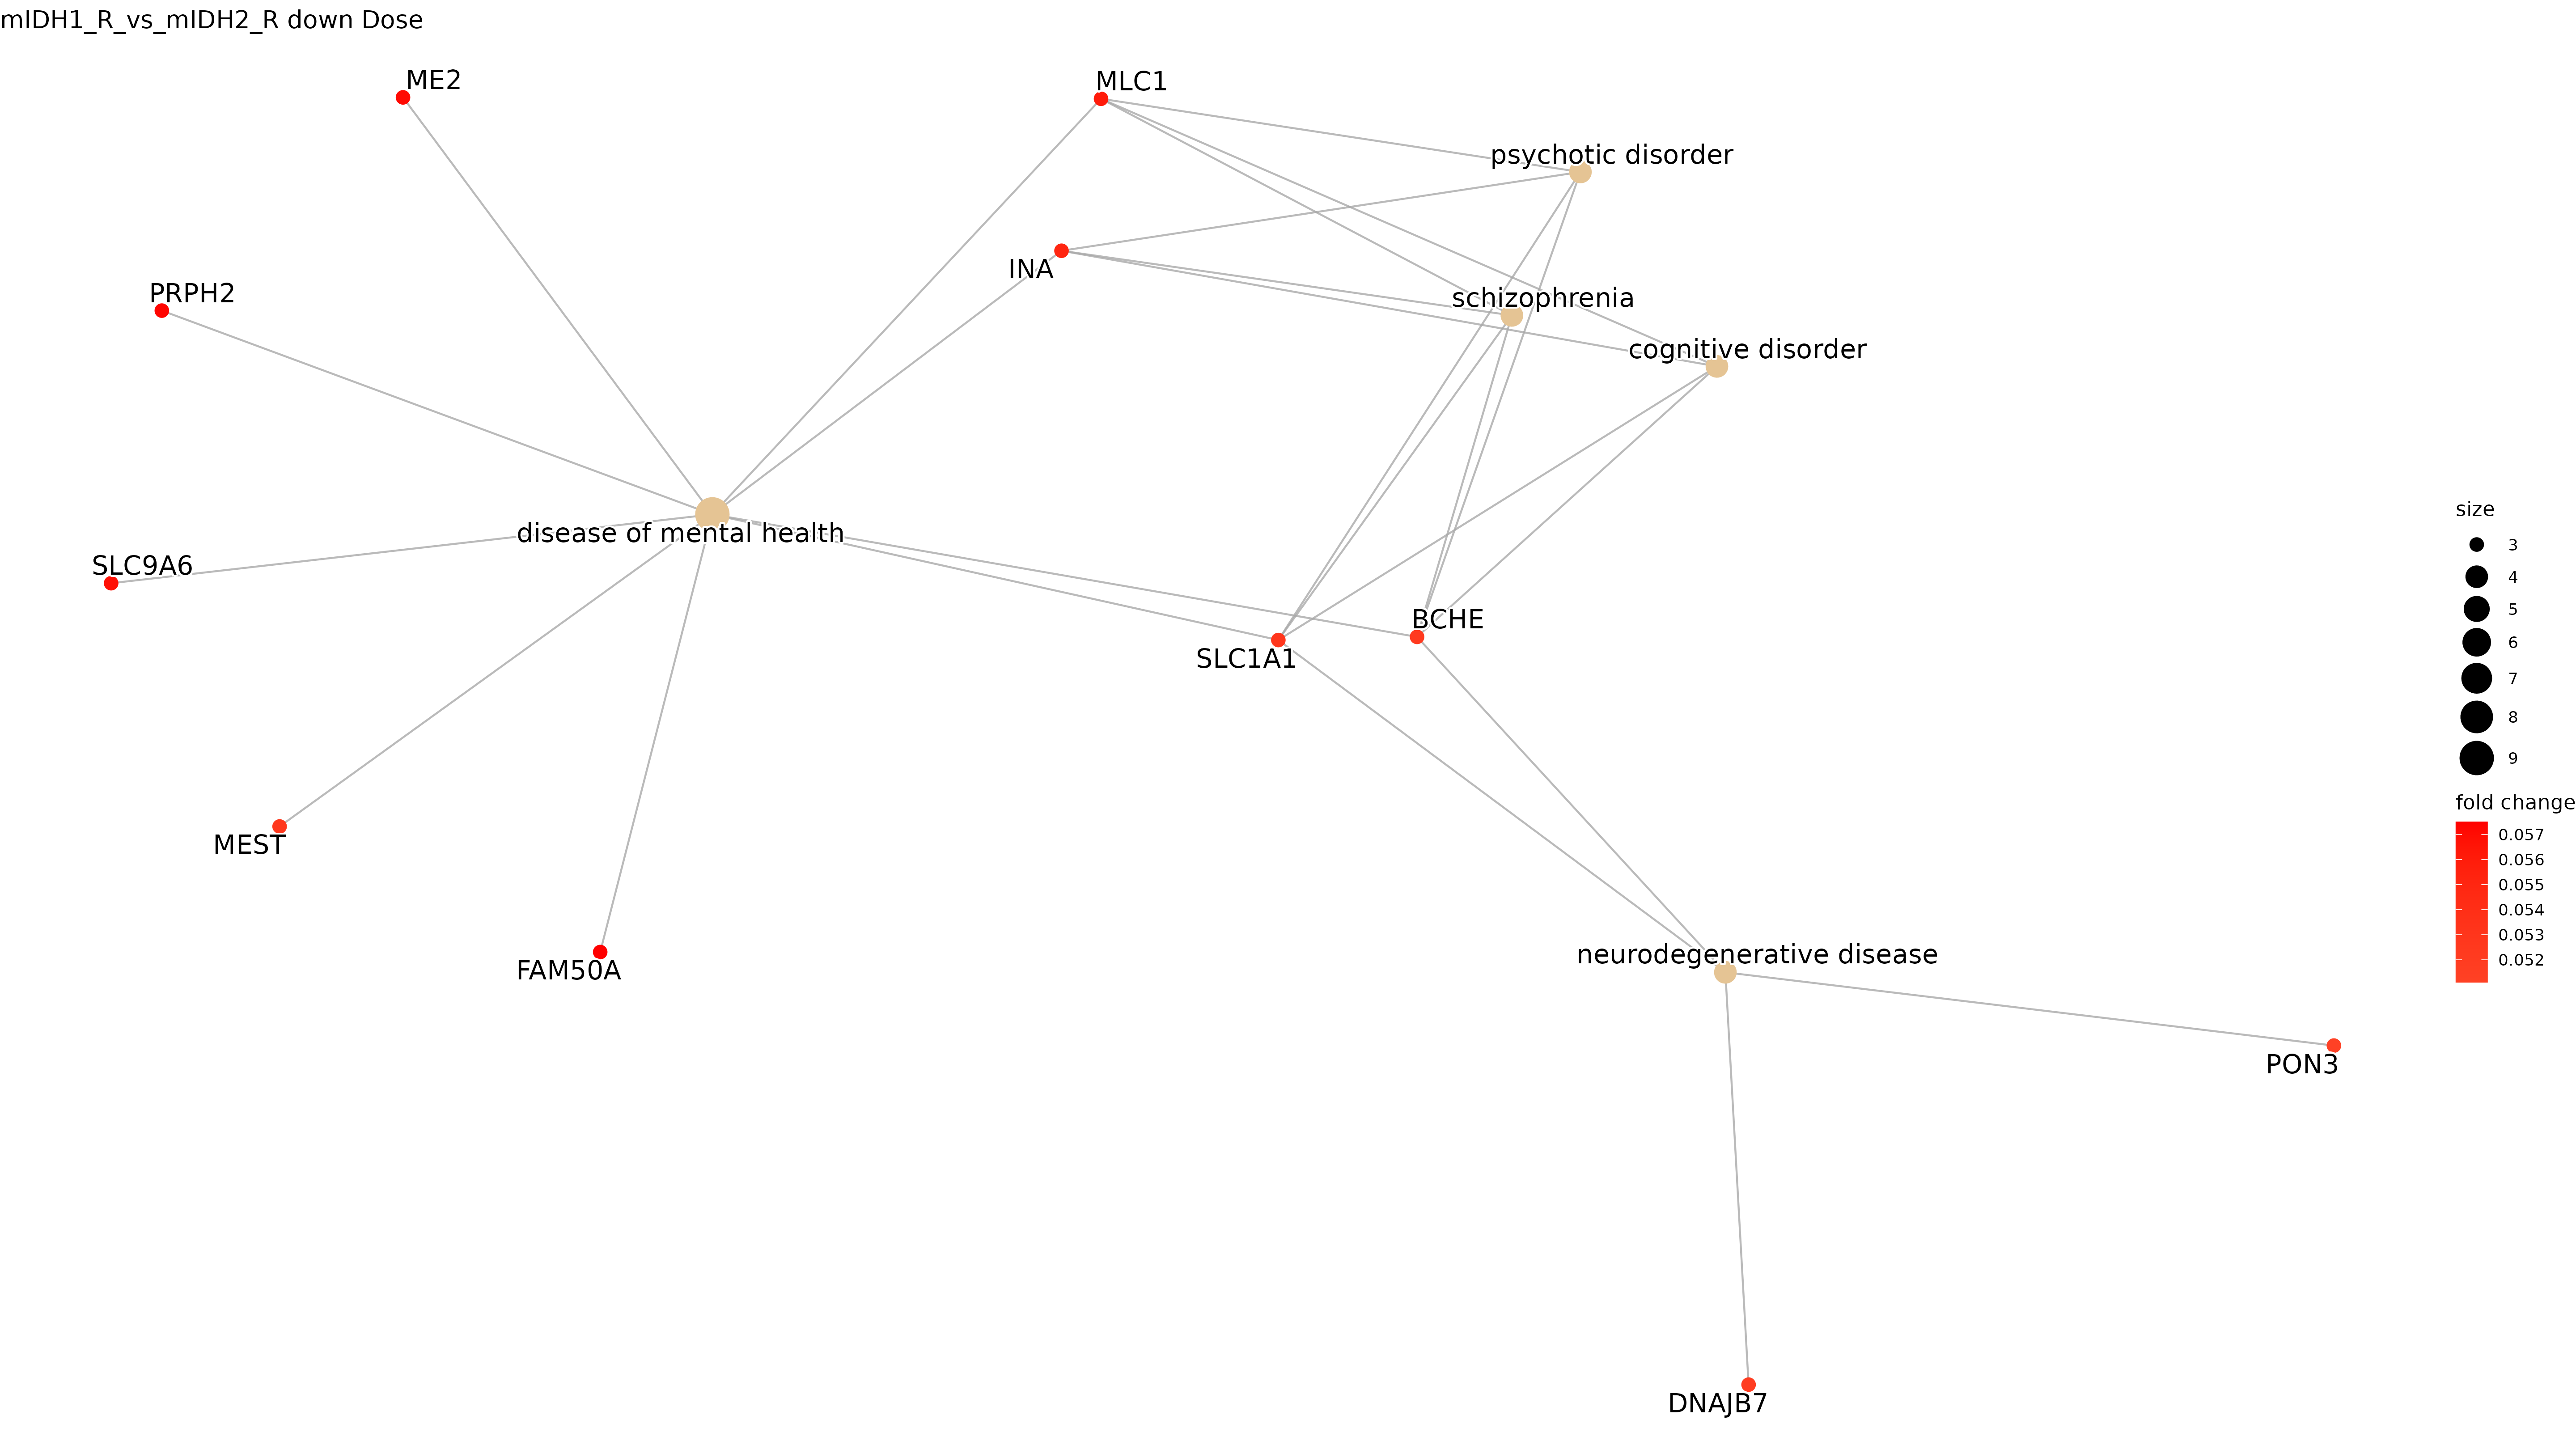 mIDH1_R_vs_mIDH2_R down Dose
ME2
MLC1
psychotic disorder
INA
PRPH2
schizophrenia
cognitive disorder
disease of mental health
SLC9A6
BCHE
SLC1A1
MEST
FAM50A
neurodegenerative disease
PON3
DNAJB7
size
3
4
5
6
7
8
9
fold change
0.057
0.056
0.055
0.054
0.053
0.052